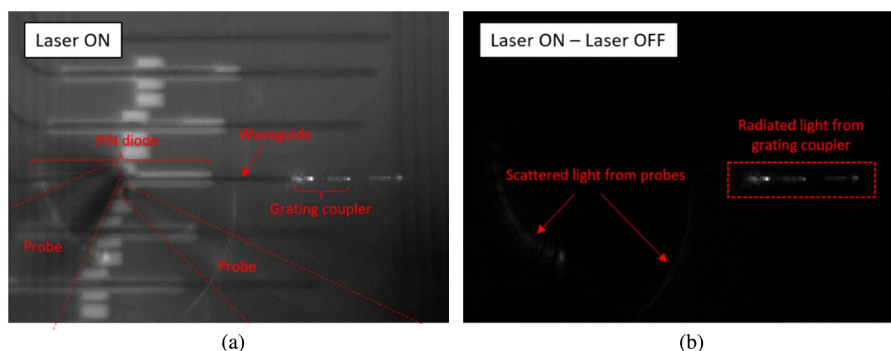 Laser ON
PIN diode
Waveguide
Grating coupler
Probe
Probe
(a)
Laser ON – Laser OFF
Radiated light from
grating coupler
Scattered light from probes
(b)